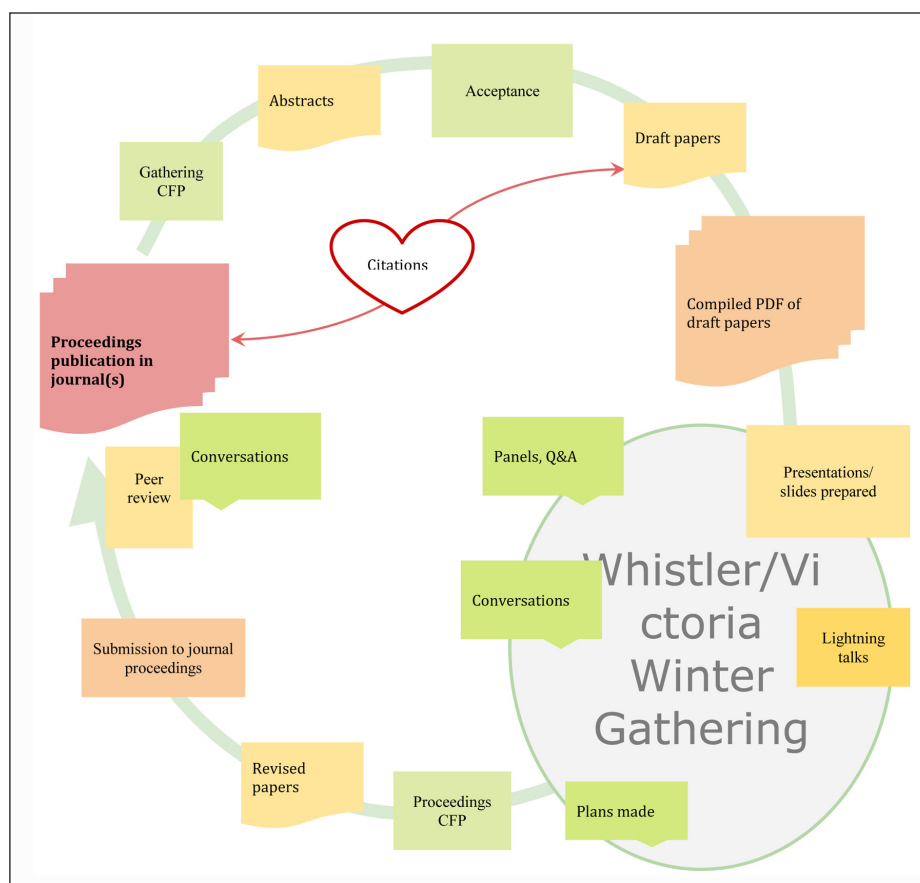 Abstracts
Acceptance
Draft papers
Gathering
CFP
Citations
Compiled PDF of
draft papers
Proceedings
publication in
journal(s)
Peer
review
Conversations
Panels, Q&A
Presentations/
slides prepared
Whistler/Vi
ctoria
Winter
Gathering
Conversations
Lightning
talks
Submission to journal
proceedings
Revised
papers
Proceedings
CFP
Plans made